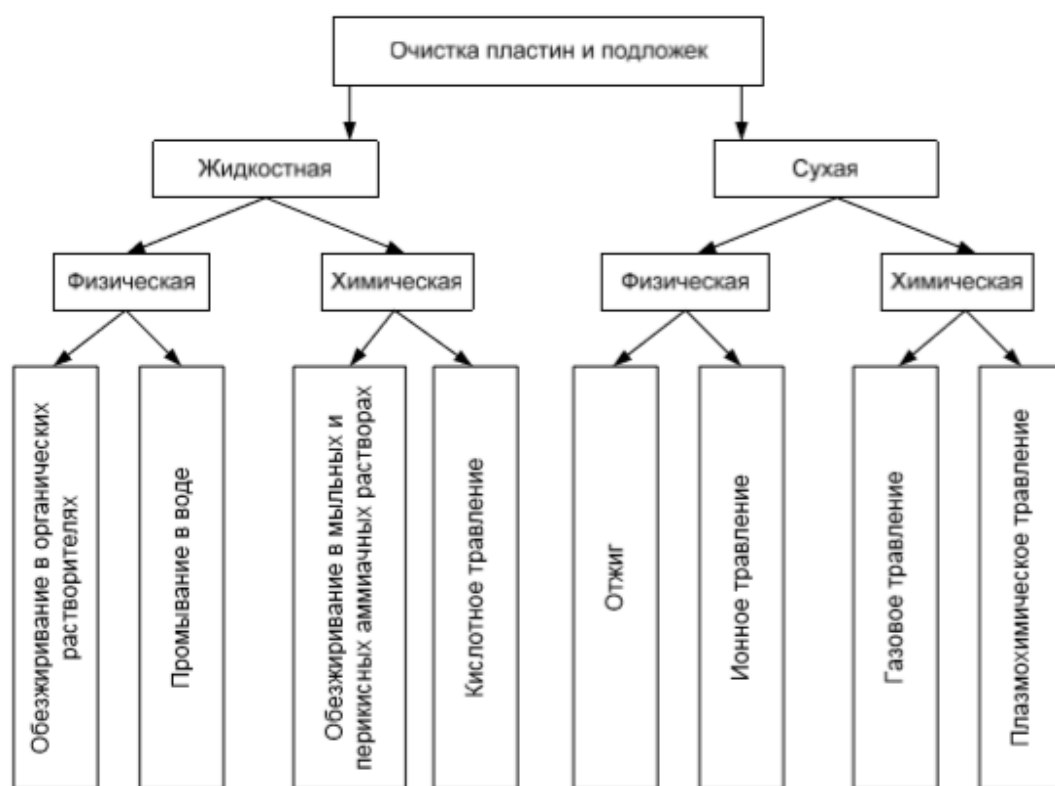 Очистка пластин и подложек
Жидкостная
Сухая
Физическая
Химическая
Физическая
Химическая
Обезжиривание в органических
растворителях
Промывание в воде
Обезжиривание в мыльных и
перикисных аммиачных растворах
Кислотное травление
Отжиг
Ионное травление
Газовое травление
Плазмохимическое травление